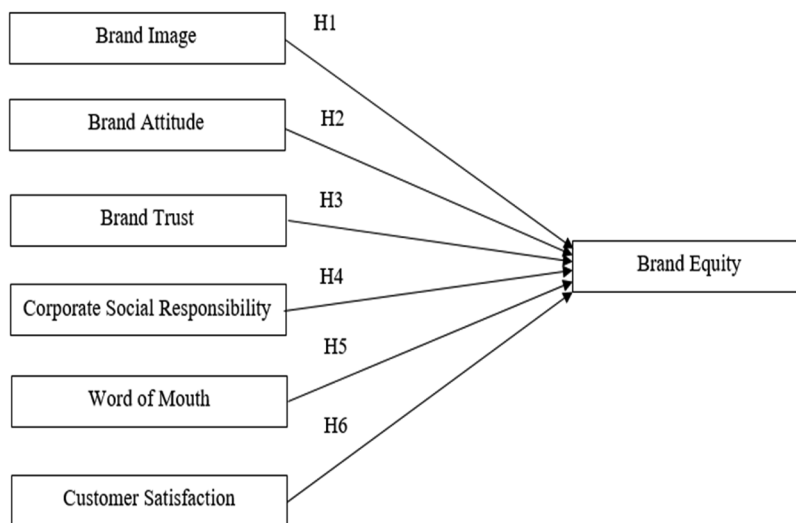 Brand Image
H1
Brand Attitude
H2
Brand Trust
H3
Corporate Social Responsibility
H4
Word of Mouth
H5
Customer Satisfaction
H6
Brand Equity